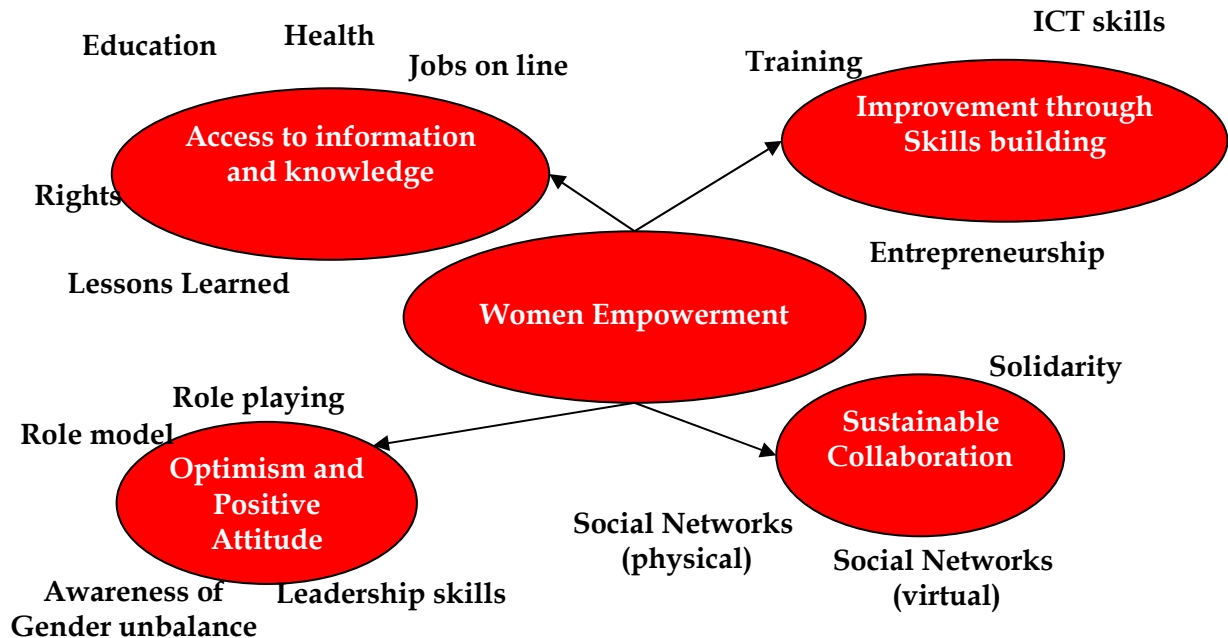 Education
Health
Jobs on line
Access to information
and knowledge
Rights
Lessons Learned
ICT skills
Training
Improvement through
Skills building
Entrepreneurship
Women Empowerment
Role playing
Role model
Optimism and
Positive
Attitude
Awareness of
Gender unbalance
Leadership skills
Solidarity
Sustainable
Collaboration
Social Networks
(physical)
Social Networks
(virtual)